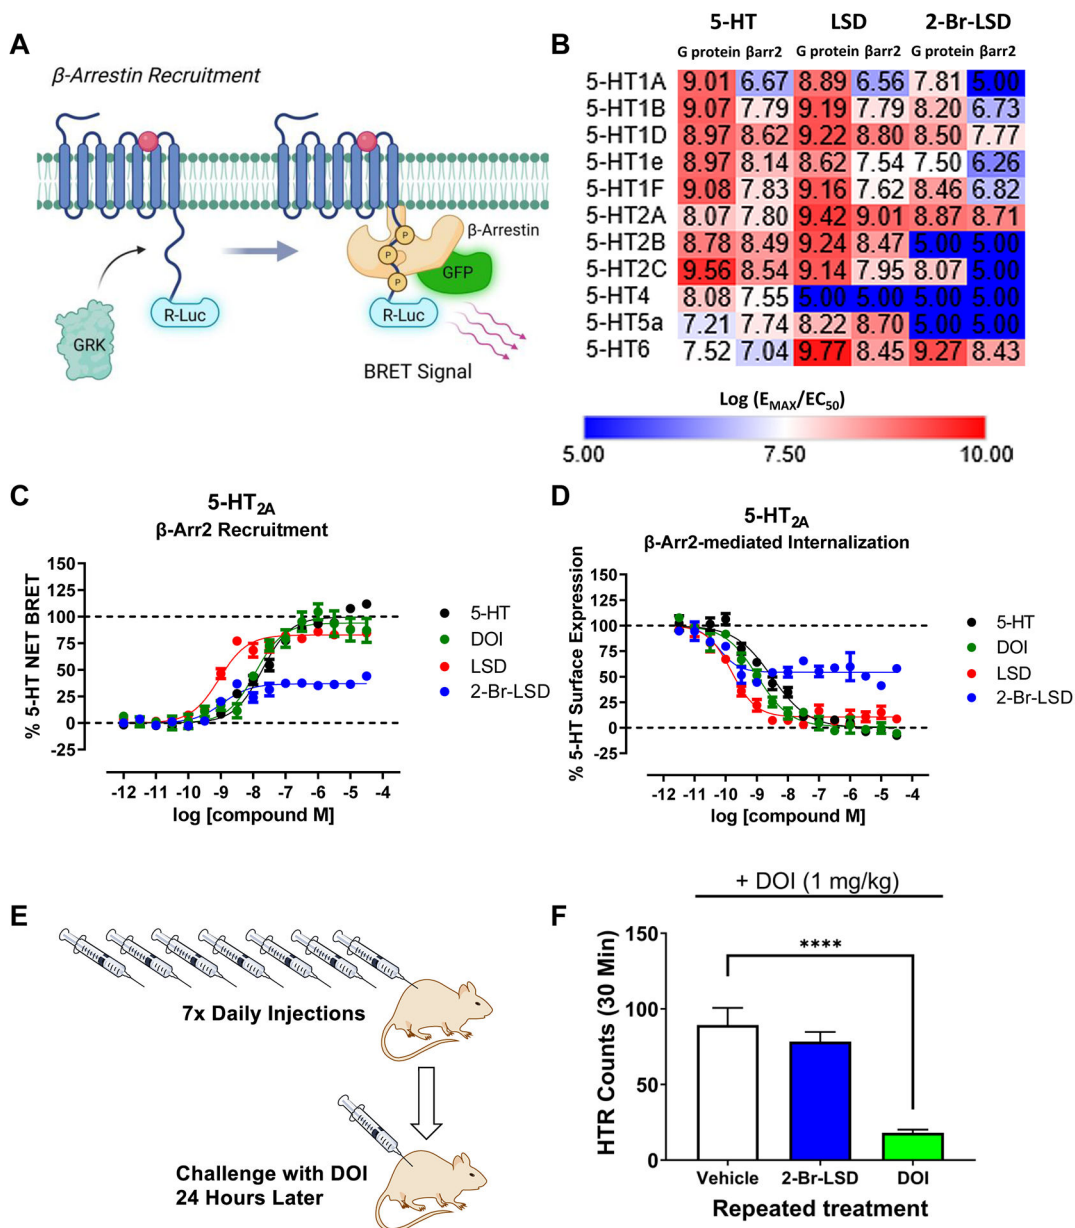 A
β-Arrestin Recruitment
β-Arrestin
GFP
P
P
P
R-Luc
R-Luc
GRK
BRET Signal
B
5-HT LSD 2-Br-LSD
G protein βarr2 G protein βarr2 G protein βarr2
5-HT1A 9.01 6.67 8.89 6.56 7.81 5.00
5-HT1B 9.07 7.79 9.19 7.79 8.20 6.73
5-HT1D 8.97 8.62 9.22 8.80 8.50 7.77
5-HT1e 8.97 8.14 8.62 7.54 7.50 6.26
5-HT1F 9.08 7.83 9.16 7.62 8.46 6.82
5-HT2A 8.07 7.80 9.42 9.01 8.87 8.71
5-HT2B 8.78 8.49 9.24 8.47 5.00 5.00
5-HT2C 9.56 8.54 9.14 7.95 8.07 5.00
5-HT4 8.08 7.55 5.00 5.00 5.00 5.00
5-HT5a 7.21 7.74 8.22 8.70 5.00 5.00
5-HT6 7.52 7.04 9.77 8.45 9.27 8.43
Log (EMAX/EC50)
5.00 7.50 10.00
C
5-HT2A
β-Arr2 Recruitment
% 5-HT NET BRET
150
125
100
75
50
25
0
-25
-12 -11 -10 -9 -8 -7 -6 -5 -4
log [compound M]
5-HT
DOI
LSD
2-Br-LSD
D
5-HT2A
β-Arr2-mediated Internalization
% 5-HT Surface Expression
150
125
100
75
50
25
0
-25
-12 -11 -10 -9 -8 -7 -6 -5 -4
log [compound M]
5-HT
DOI
LSD
2-Br-LSD
E
7x Daily Injections
Challenge with DOI
24 Hours Later
F
+ DOI (1 mg/kg)
****
HTR Counts (30 Min)
150
100
50
0
Vehicle 2-Br-LSD DOI
Repeated treatment